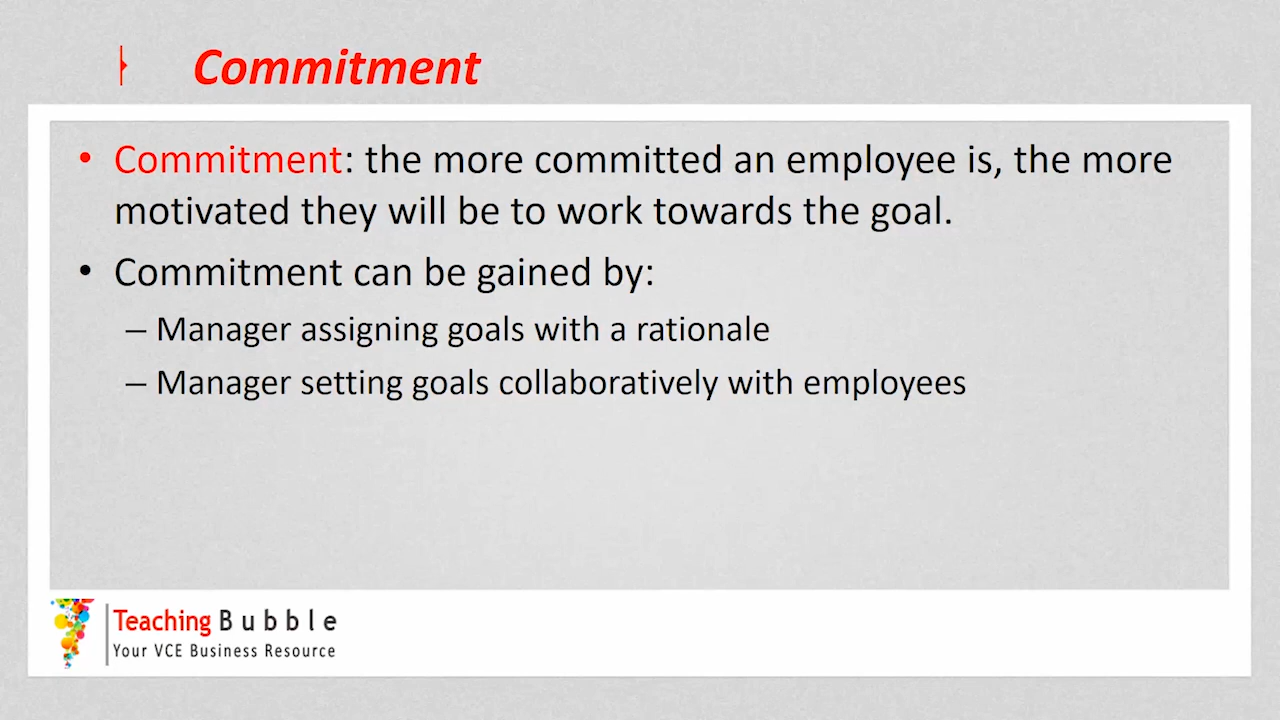 Commitment
• Commitment: the more committed an employee is, the more
motivated they will be to work towards the goal.
• Commitment can be gained by:
– Manager assigning goals with a rationale
– Manager setting goals collaboratively with employees
Teaching Bubble
Your VCE Business Resource